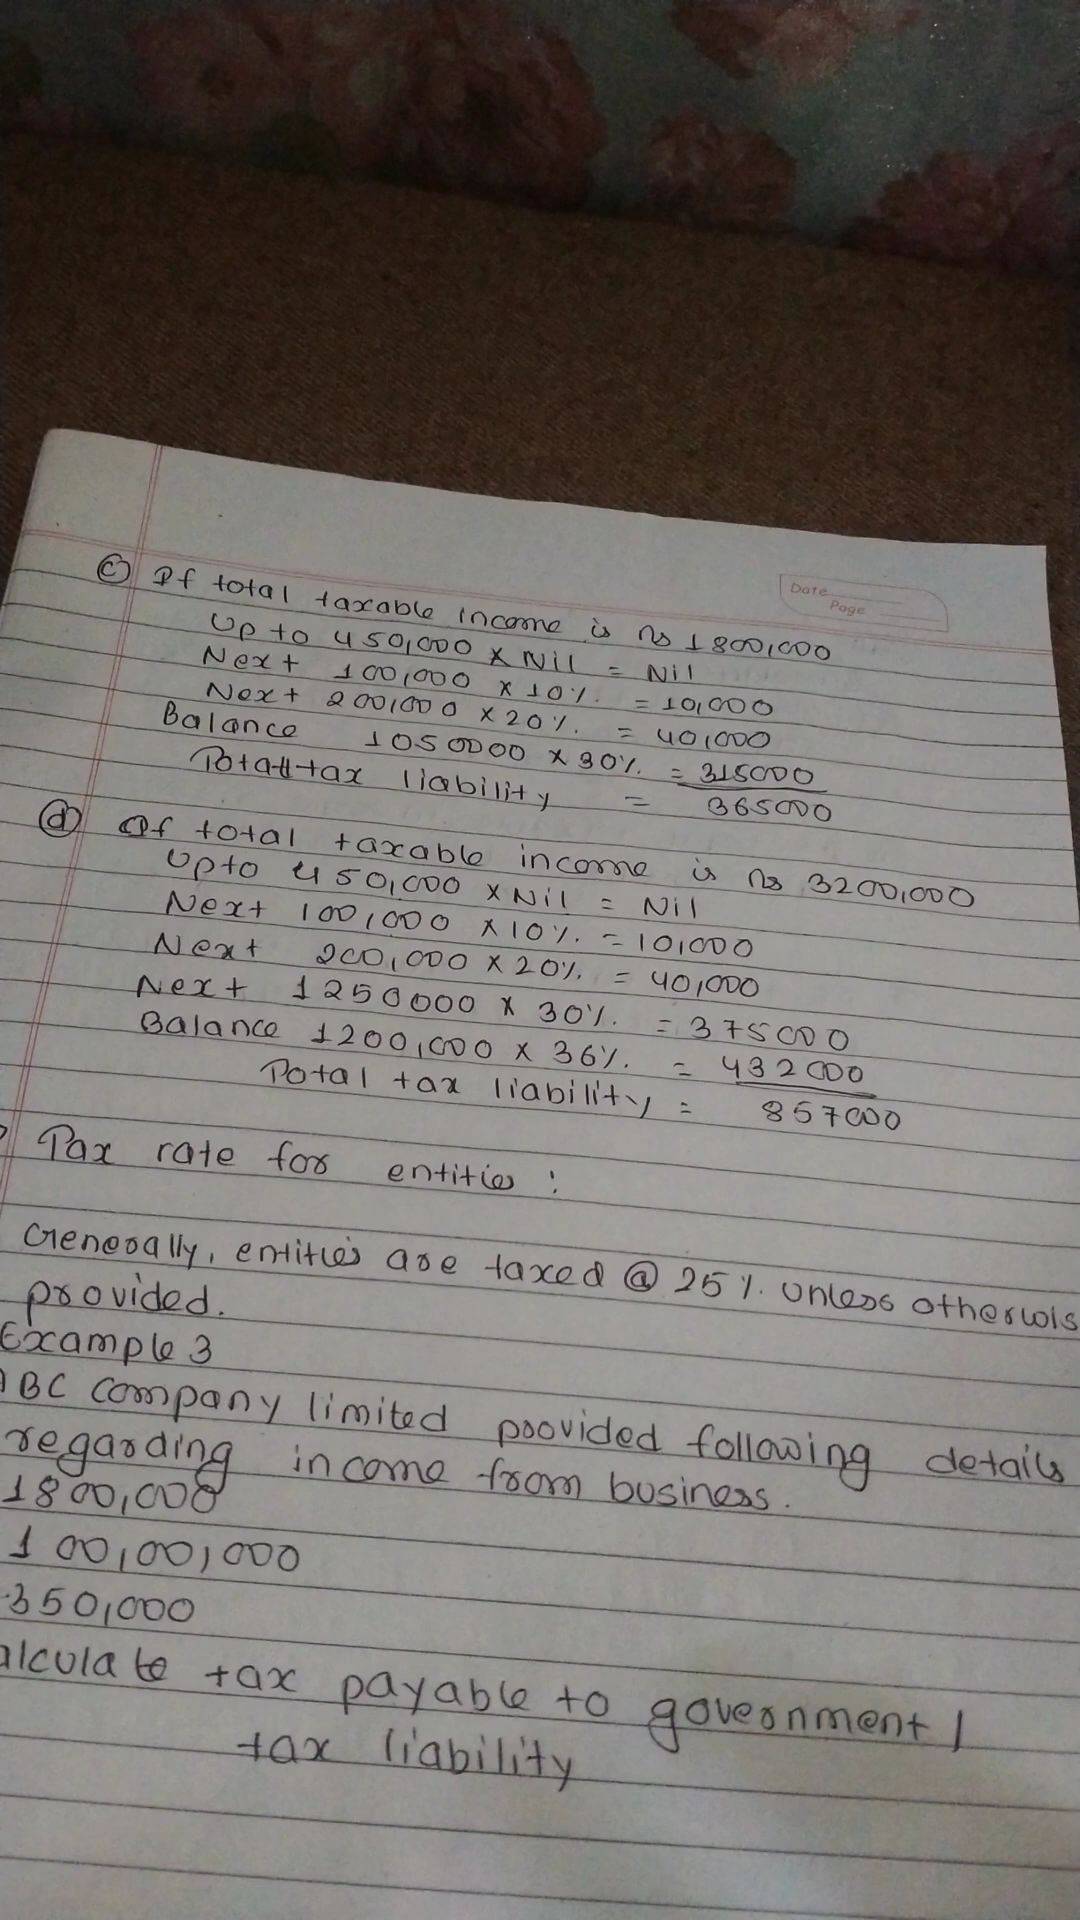 Date
Page
(C) If total taxable income is Rs 1800,000
Up to 450,000 x Nil = Nil
Next 100,000 x 10% = 10,000
Next 200,000 x 20% = 40,000
Balance 1050000 x 30% = 315000
Total tax liability = 365000
(d) If total taxable income is Rs 3200,000
Upto 450,000 x Nil = Nil
Next 100,000 x 10% = 10,000
Next 200,000 x 20% = 40,000
Next 1250000 x 30% = 375000
Balance 1200,000 x 36% = 432000
Total tax liability = 857000
Tax rate for entities :
Generally, entities are taxed @ 25% unless otherwis
provided.
Example 3
ABC company limited provided following details
regarding income from business.
1800,000
100,00,000
350,000
alculate tax payable to government /
tax liability